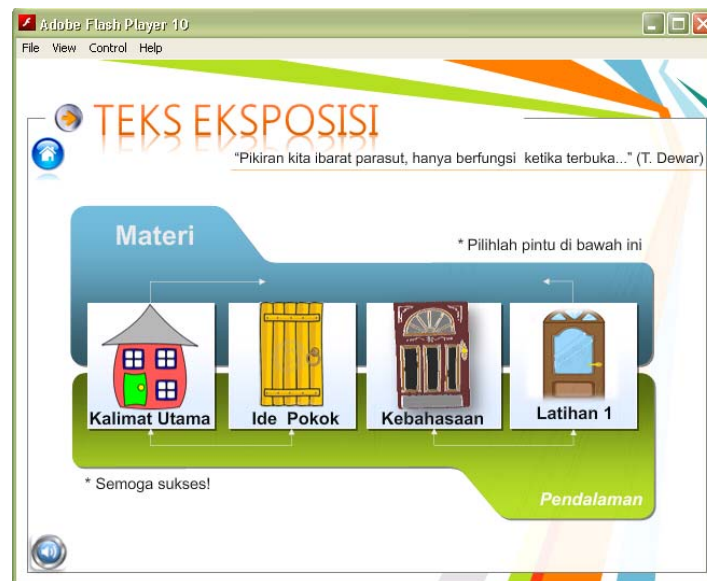 Adobe Flash Player 10
File View Control Help
TEKS EKSPOSISI
“Pikiran kita ibarat parasut, hanya berfungsi ketika terbuka...” (T. Dewar)
Materi
* Pilihlah pintu di bawah ini
Kalimat Utama
Ide Pokok
Kebahasaan
Latihan 1
* Semoga sukses!
Pendalaman